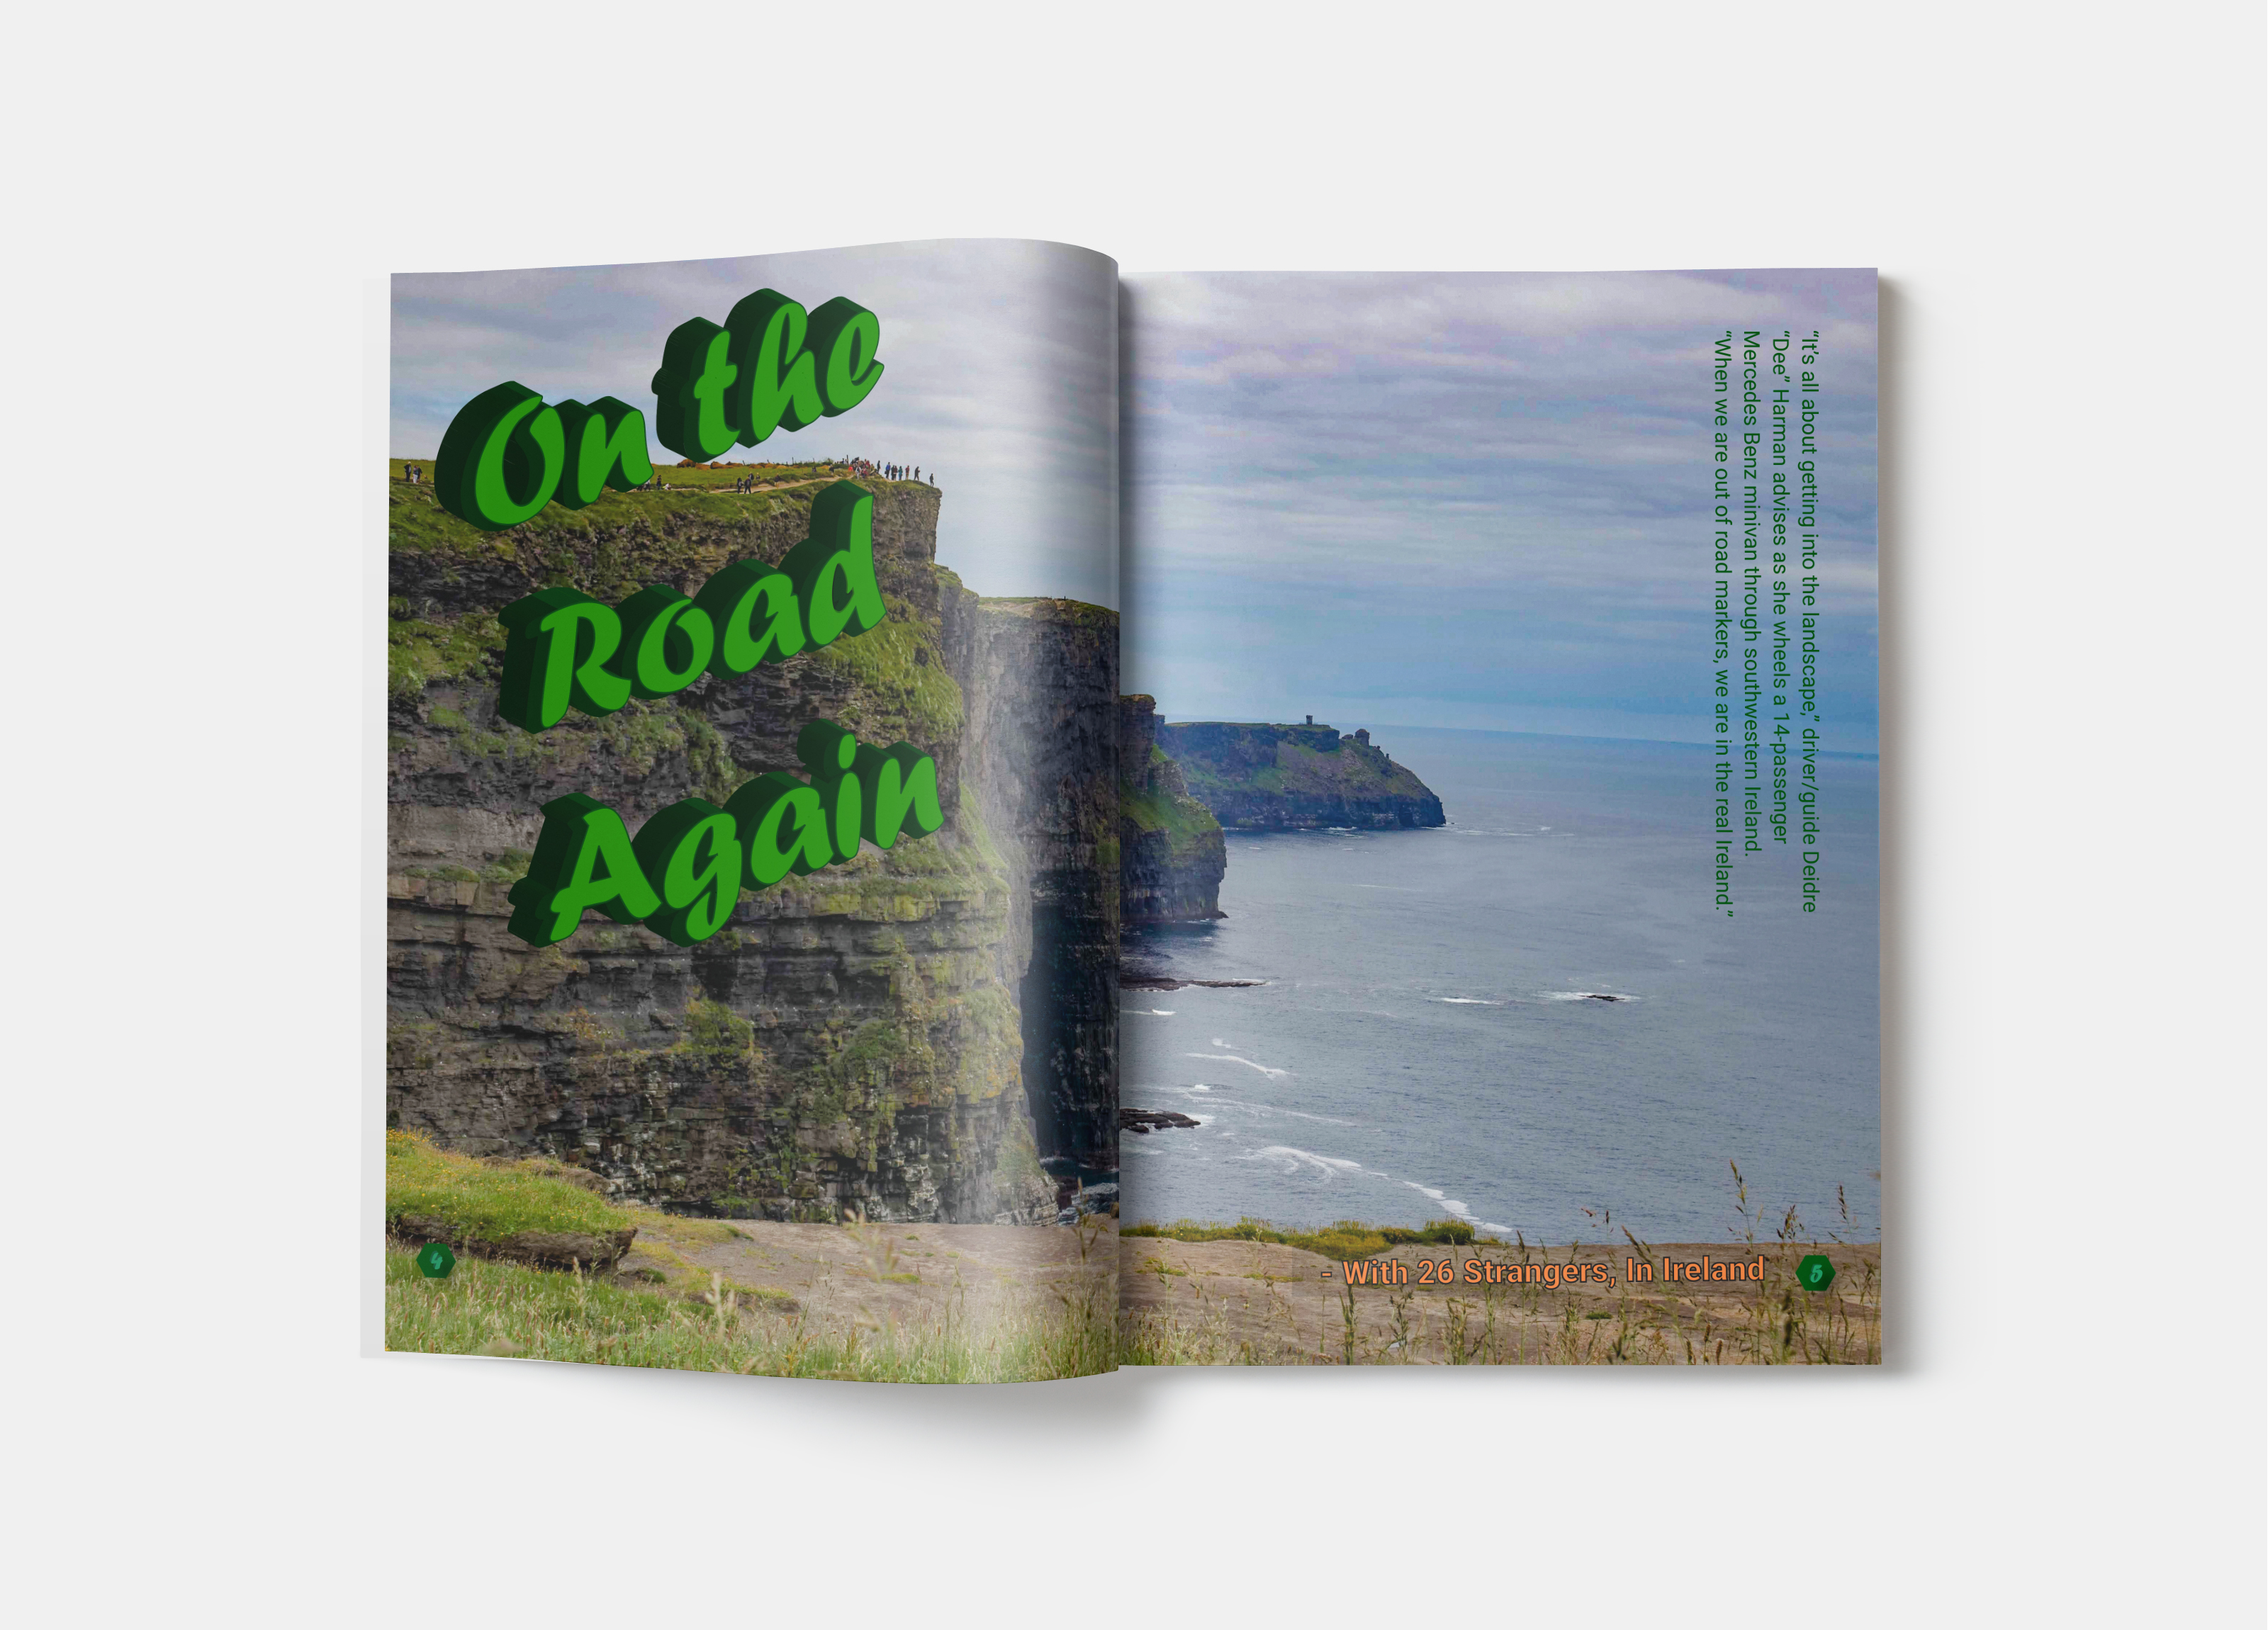 On the
Road
Again
“It's all about getting into the landscape,” driver/guide Deidre
“Dee” Harman advises as she wheels a 14-passenger
Mercedes Benz minivan through southwestern Ireland.
“When we are out of road markers, we are in the real Ireland.”
- With 26 Strangers, In Ireland
4
5